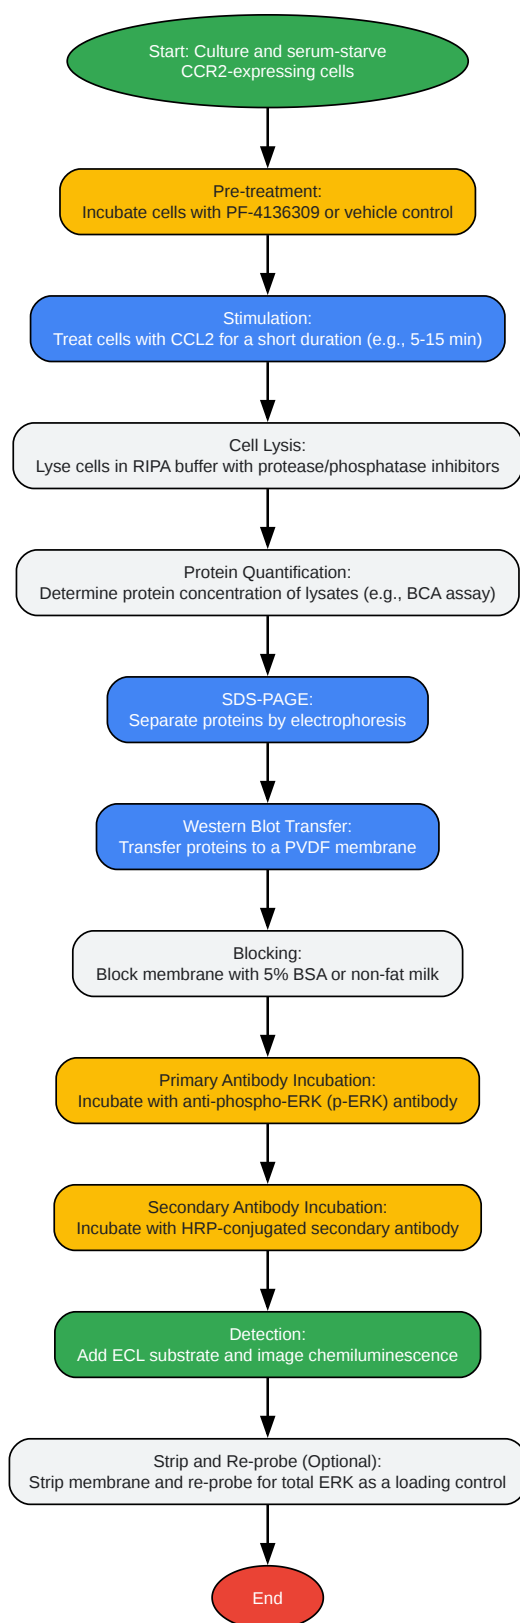 Start: Culture and serum-starve
CCR2-expressing cells
Pre-treatment:
Incubate cells with PF-4136309 or vehicle control
Stimulation:
Treat cells with CCL2 for a short duration (e.g., 5-15 min)
Cell Lysis:
Lyse cells in RIPA buffer with protease/phosphatase inhibitors
Protein Quantification:
Determine protein concentration of lysates (e.g., BCA assay)
SDS-PAGE:
Separate proteins by electrophoresis
Western Blot Transfer:
Transfer proteins to a PVDF membrane
Blocking:
Block membrane with 5% BSA or non-fat milk
Primary Antibody Incubation:
Incubate with anti-phospho-ERK (p-ERK) antibody
Secondary Antibody Incubation:
Incubate with HRP-conjugated secondary antibody
Detection:
Add ECL substrate and image chemiluminescence
Strip and Re-probe (Optional):
Strip membrane and re-probe for total ERK as a loading control
End